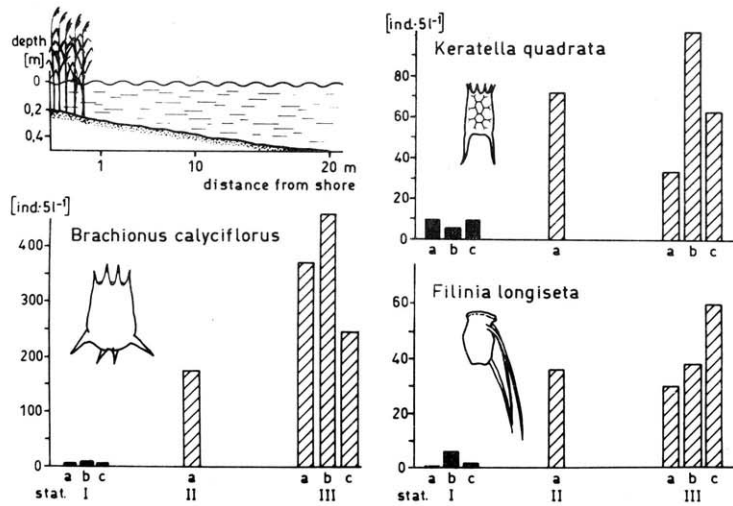 depth
[m]
0
0,2
0,4
1
10
20 m
distance from shore
[ind·5l⁻¹]
Brachionus calyciflorus
400
300
200
100
0
a
b
c
a
a
b
c
stat.
I
II
III
[ind·5l⁻¹]
Keratella quadrata
80
60
40
20
0
a
b
c
a
a
b
c
Filinia longiseta
60
40
20
0
a
b
c
a
a
b
c
stat.
I
II
III